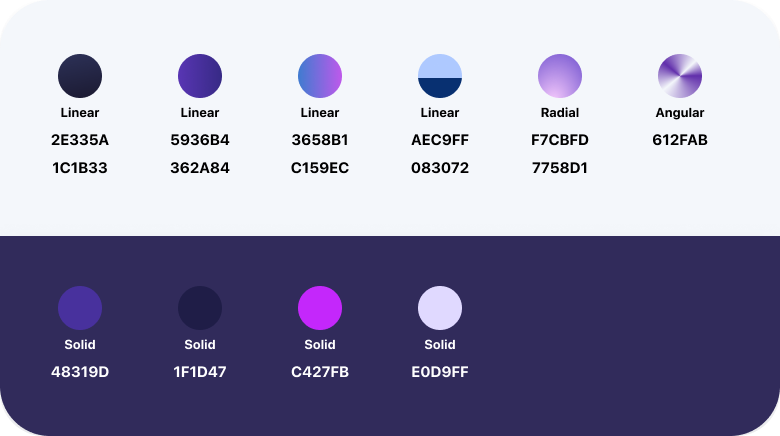 Linear Linear Linear Linear Radial Angular
2E335A 5936B4 3658B1 AEC9FF F7CBFD 612FAB
1C1B33 362A84 C159EC 083072 7758D1
Solid Solid Solid Solid
48319D 1F1D47 C427FB E0D9FF